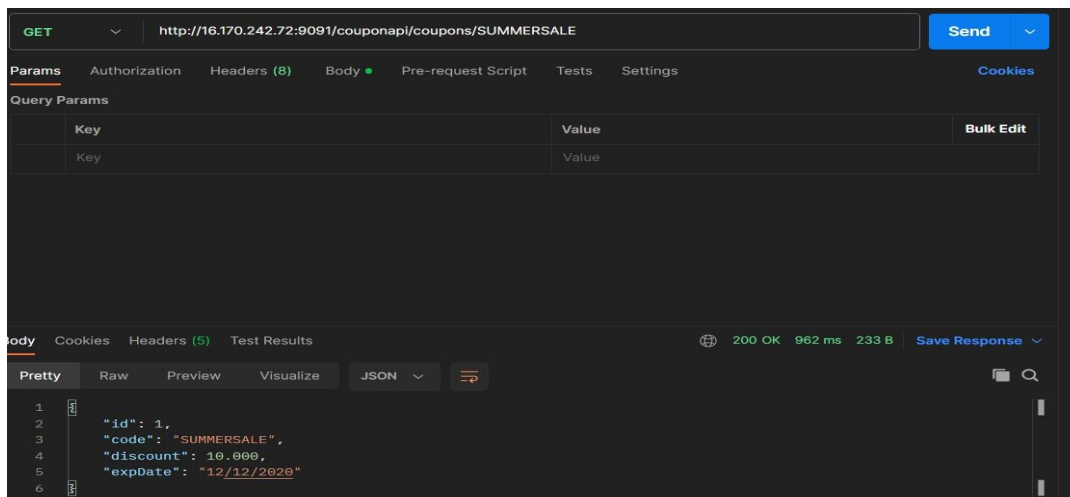 GET http://16.170.242.72:9091/couponapi/coupons/SUMMERSALE Send
Params Authorization Headers (8) Body Pre-request Script Tests Settings Cookies
Query Params
Key Value Bulk Edit
Key Value
Body Cookies Headers (5) Test Results 200 OK 962 ms 233 B Save Response
Pretty Raw Preview Visualize JSON
1 {
2 "id": 1,
3 "code": "SUMMERSALE",
4 "discount": 10.000,
5 "expDate": "12/12/2020"
6 }